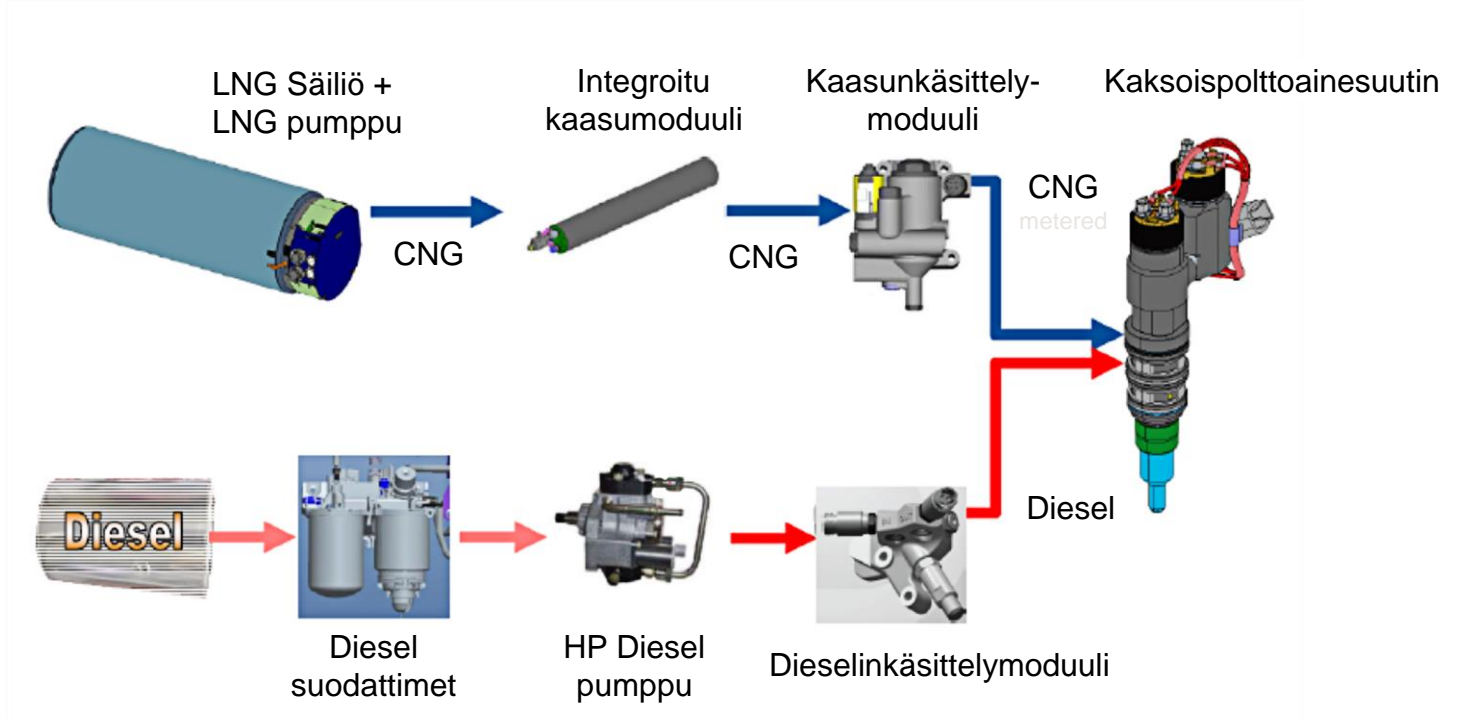 LNG Säiliö +
LNG pumppu
Integroitu
kaasumoduuli
Kaasunkäsittely-
moduuli
Kaksoispolttoainesuutin
CNG
CNG
CNG
metered
Diesel
Diesel
Diesel
suodattimet
HP Diesel
pumppu
Dieselinkäsittelymoduuli